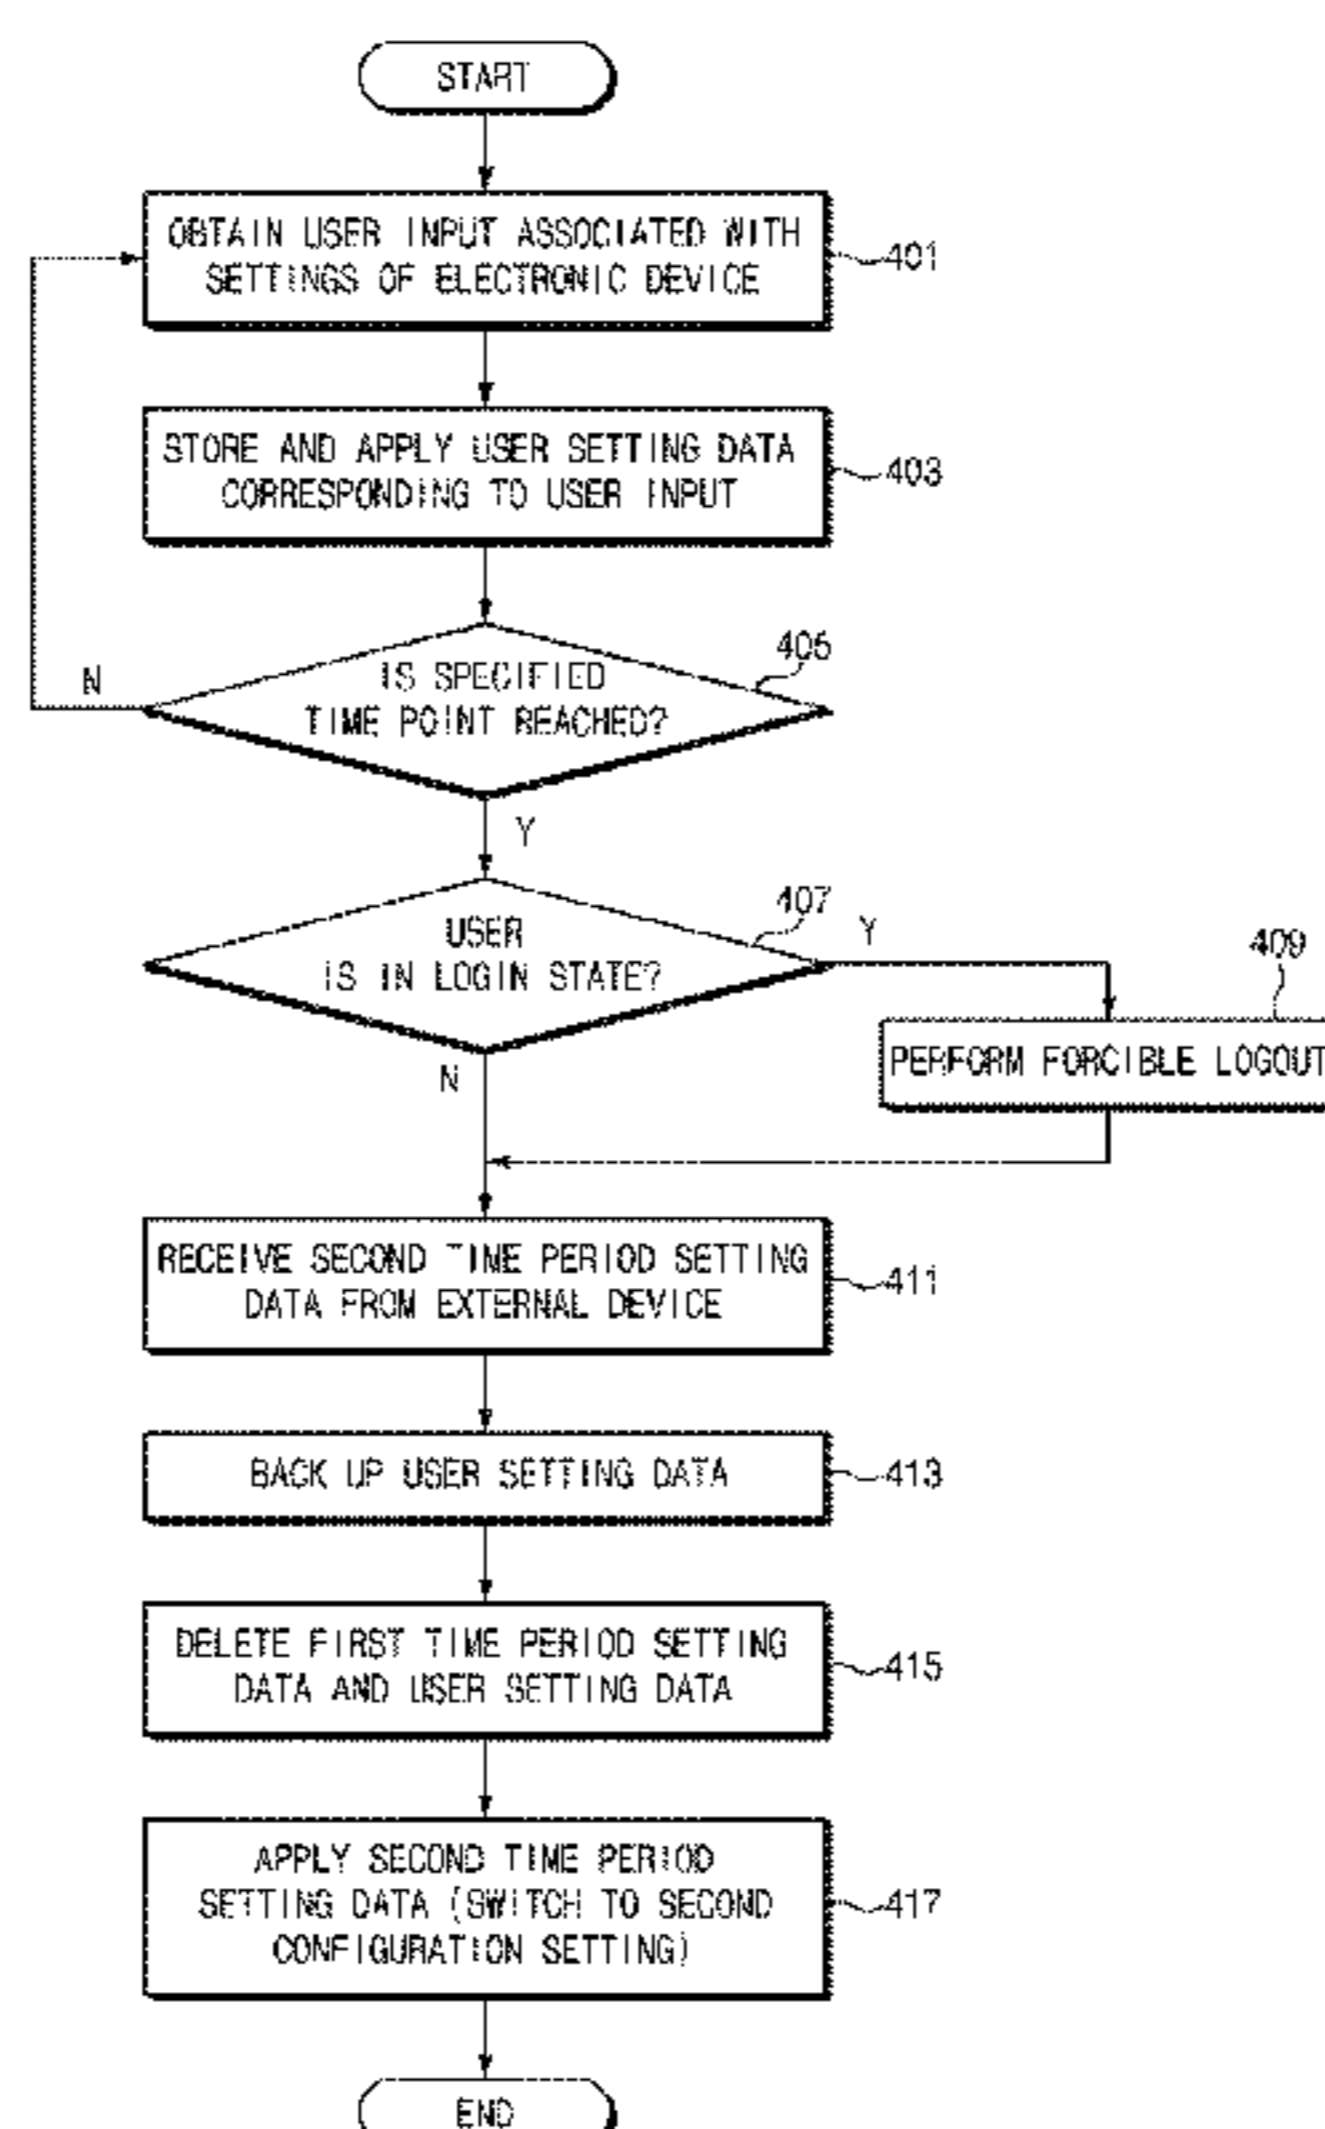 START
OBTAIN USER INPUT ASSOCIATED WITH
SETTINGS OF ELECTRONIC DEVICE
401
STORE AND APPLY USER SETTING DATA
CORRESPONDING TO USER INPUT
403
405
IS SPECIFIED
TIME POINT REACHED?
N
Y
407
USER
IS IN LOGIN STATE?
Y
409
PERFORM FORCIBLE LOGOUT
N
RECEIVE SECOND TIME PERIOD SETTING
DATA FROM EXTERNAL DEVICE
411
BACK UP USER SETTING DATA
413
DELETE FIRST TIME PERIOD SETTING
DATA AND USER SETTING DATA
415
APPLY SECOND TIME PERIOD
SETTING DATA (SWITCH TO SECOND
CONFIGURATION SETTING)
417
END